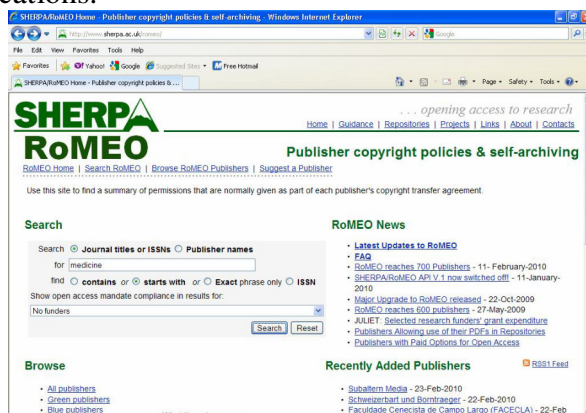 cations.
SHERPA/RoMEO Home - Publisher copyright policies & self-archiving - Windows Internet Explorer
http://www.sherpa.ac.uk/romeo/
Google
File Edit View Favorites Tools Help
Favorites Of Yahoo! Google Suggested Sites Free Hotmail
SHERPA/RoMEO Home - Publisher copyright policies &...
Page Safety Tools
SHERPA
RoMEO
... opening access to research
Home | Guidance | Repositories | Projects | Links | About | Contacts
Publisher copyright policies & self-archiving
RoMEO Home | Search RoMEO | Browse RoMEO Publishers | Suggest a Publisher
Use this site to find a summary of permissions that are normally given as part of each publisher's copyright transfer agreement.
Search
Search Journal titles or ISSNs Publisher names
for medicine
find contains or starts with or Exact phrase only ISSN
Show open access mandate compliance in results for:
No funders
Search Reset
RoMEO News
Latest Updates to RoMEO
FAQ
RoMEO reaches 700 Publishers - 11- February-2010
SHERPA/RoMEO API V.1 now switched off! - 11-January-
2010
Major Upgrade to RoMEO released - 22-Oct-2009
RoMEO reaches 600 publishers - 27-May-2009
JULIET: Selected research funders' grant expenditure
Publishers Allowing use of their PDFs in Repositories
Publishers with Paid Options for Open Access
Browse
All publishers
Green publishers
Blue publishers
Recently Added Publishers
RSS1 Feed
Subaltern Media - 23-Feb-2010
Schweizerbart und Borntraeger - 22-Feb-2010
Faculdade Cenecista de Campo Largo (FACECLA) - 22-Feb